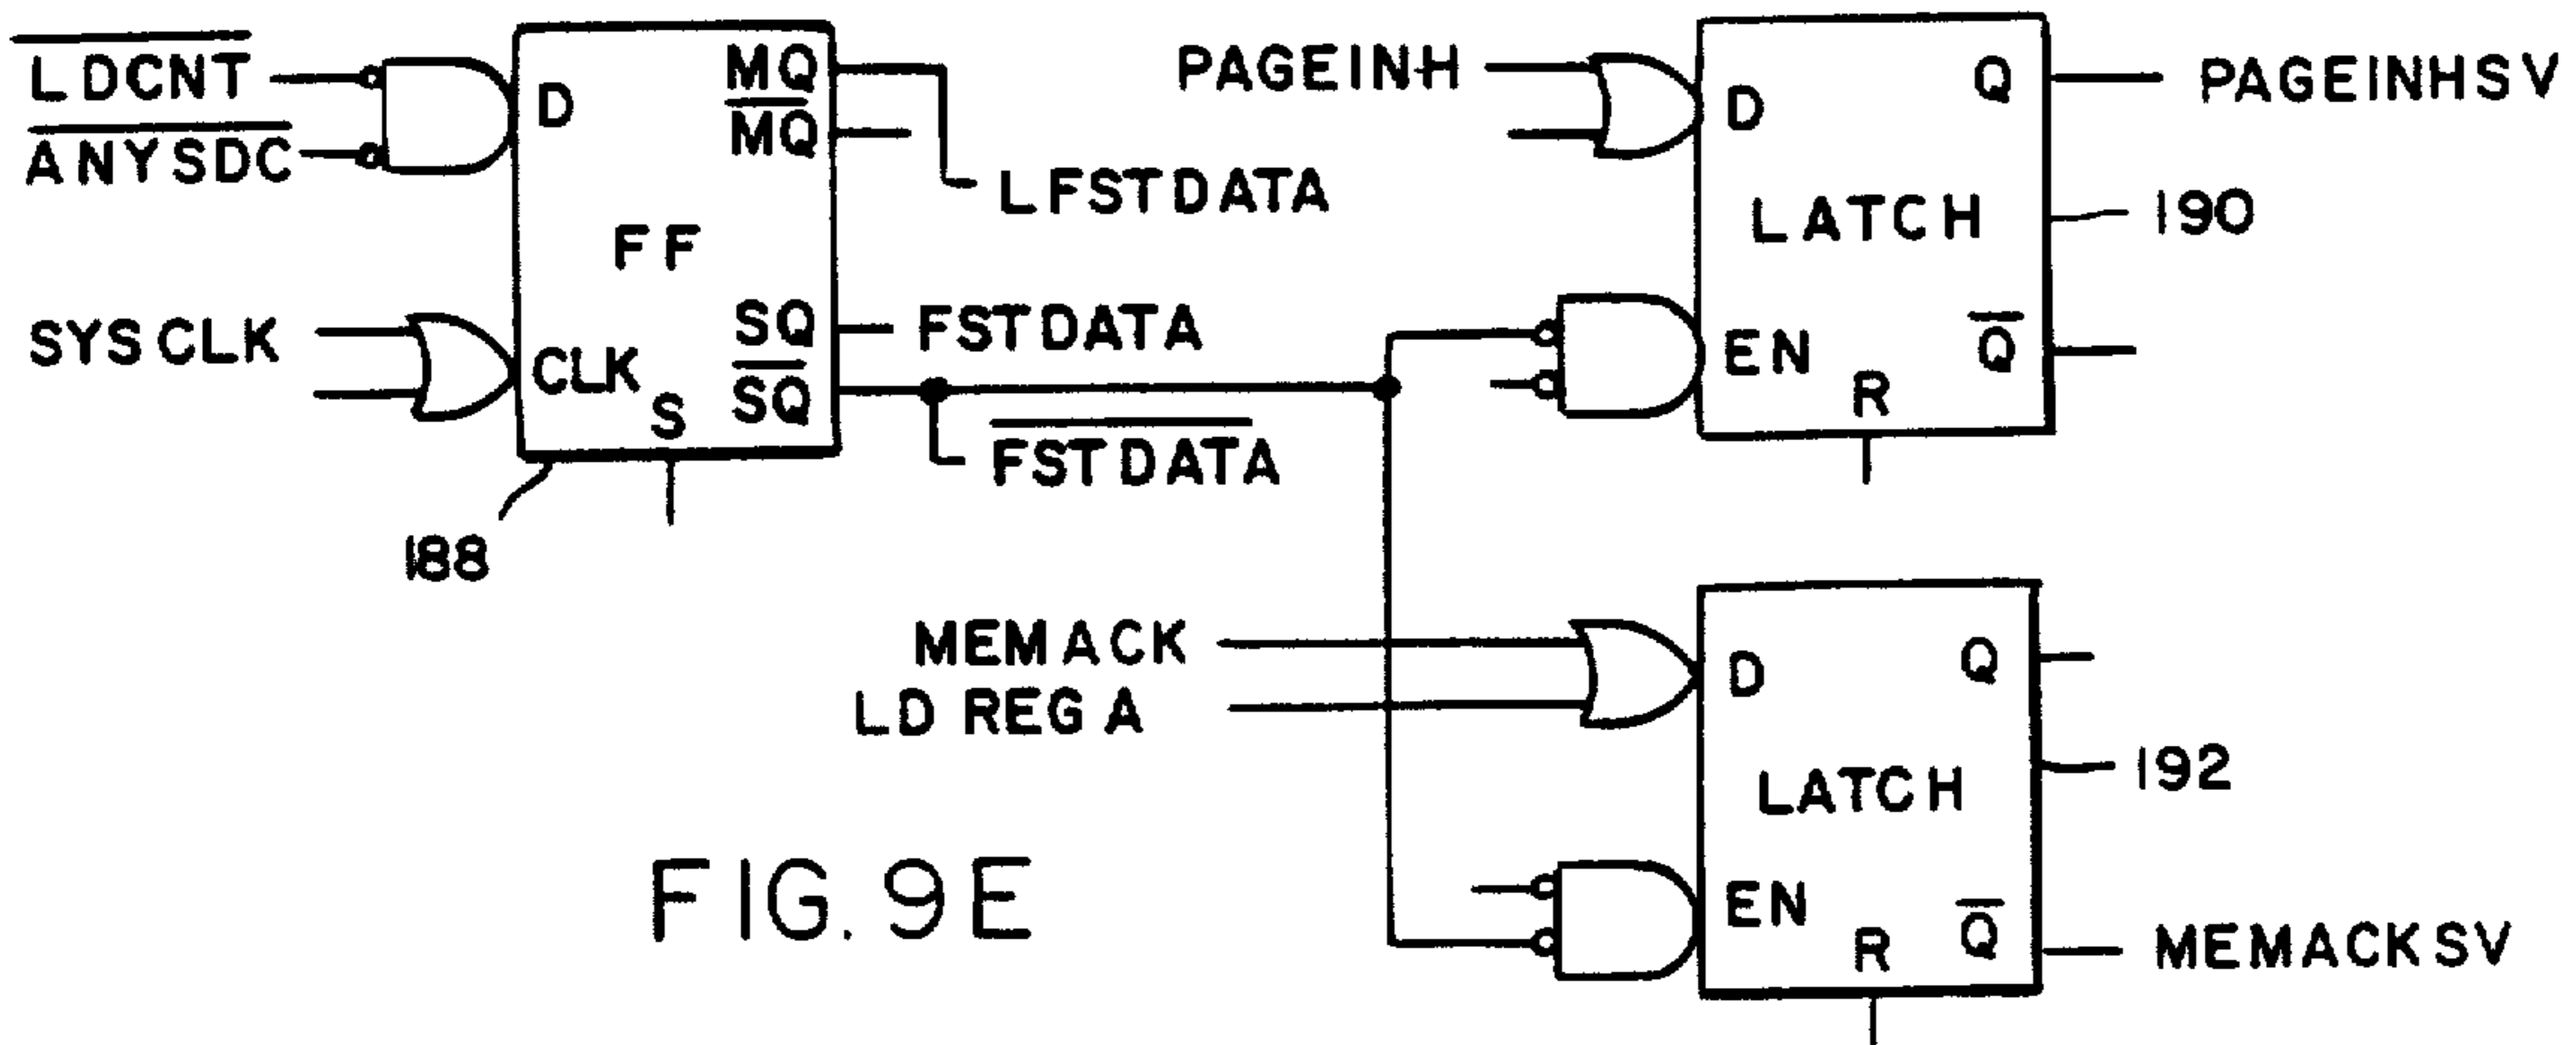 LDCNT
ANYSDC
SYSCLK
D
FF
CLK
S
MQ
MQ
SQ
SQ
188
LFSTDATA
FSTDATA
FSTDATA
PAGEINH
D
Q
PAGEINHSV
LATCH
190
EN
R
Q
MEMACK
LD REG A
D
Q
LATCH
192
EN
R
Q
MEMACKSV
FIG. 9E